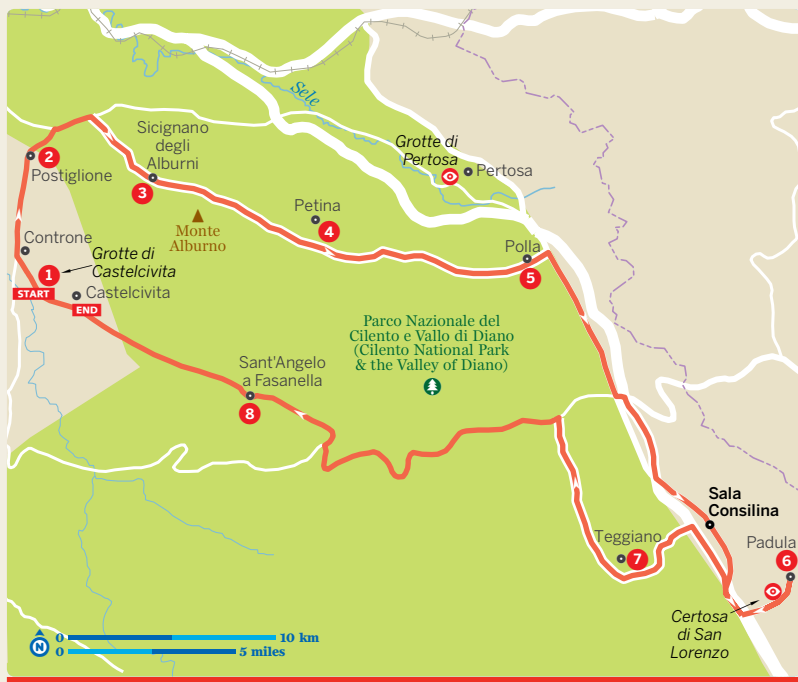 Sele
Sicignano
degli
Alburni
Grotte di
Pertosa
Pertosa
2
Postiglione
3
Petina
4
Monte
Alburno
Controne
Grotte di
Castelcivita
1
START
Castelcivita
END
Polla
5
Parco Nazionale del
Cilento e Vallo di Diano
(Cilento National Park
& the Valley of Diano)
Sant'Angelo
a Fasanella
8
Sala
Consilina
Teggiano
7
Padula
6
Certosa
di San
Lorenzo
N
0 10 km
0 5 miles